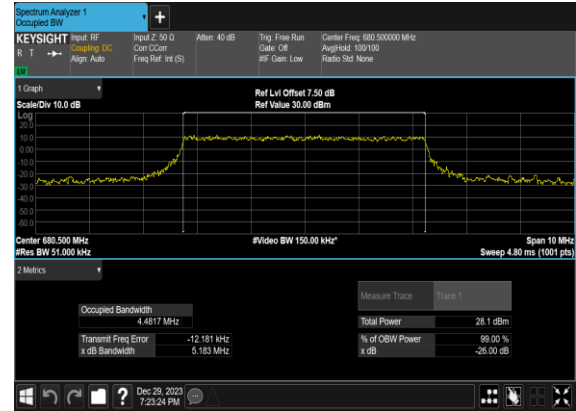 Spectrum Analyzer 1
Occupied BW
KEYSIGHT Input: RF Input Z: 50 Ω Atten: 40 dB Trig: Free Run Center Freq: 680.500000 MHz
R T Coupling: DC Corr CCorr Gate: Off Avg|Hold: 100/100
Align: Auto Freq Ref: Int (S) #IF Gain: Low Radio Std: None
1 Graph
Ref Lvl Offset 7.50 dB
Scale/Div 10.0 dB Ref Value 30.00 dBm
Log
20.0
10.0
0.00
-10.0
-20.0
-30.0
-40.0
-50.0
-60.0
Center 680.500 MHz #Video BW 150.00 kHz* Span 10 MHz
#Res BW 51.000 kHz Sweep 4.80 ms (1001 pts)
2 Metrics
Measure Trace Trace 1
Occupied Bandwidth
4.4817 MHz Total Power 28.1 dBm
Transmit Freq Error -12.181 kHz % of OBW Power 99.00 %
x dB Bandwidth 5.183 MHz x dB -26.00 dB
? Dec 29, 2023
7:23:24 PM